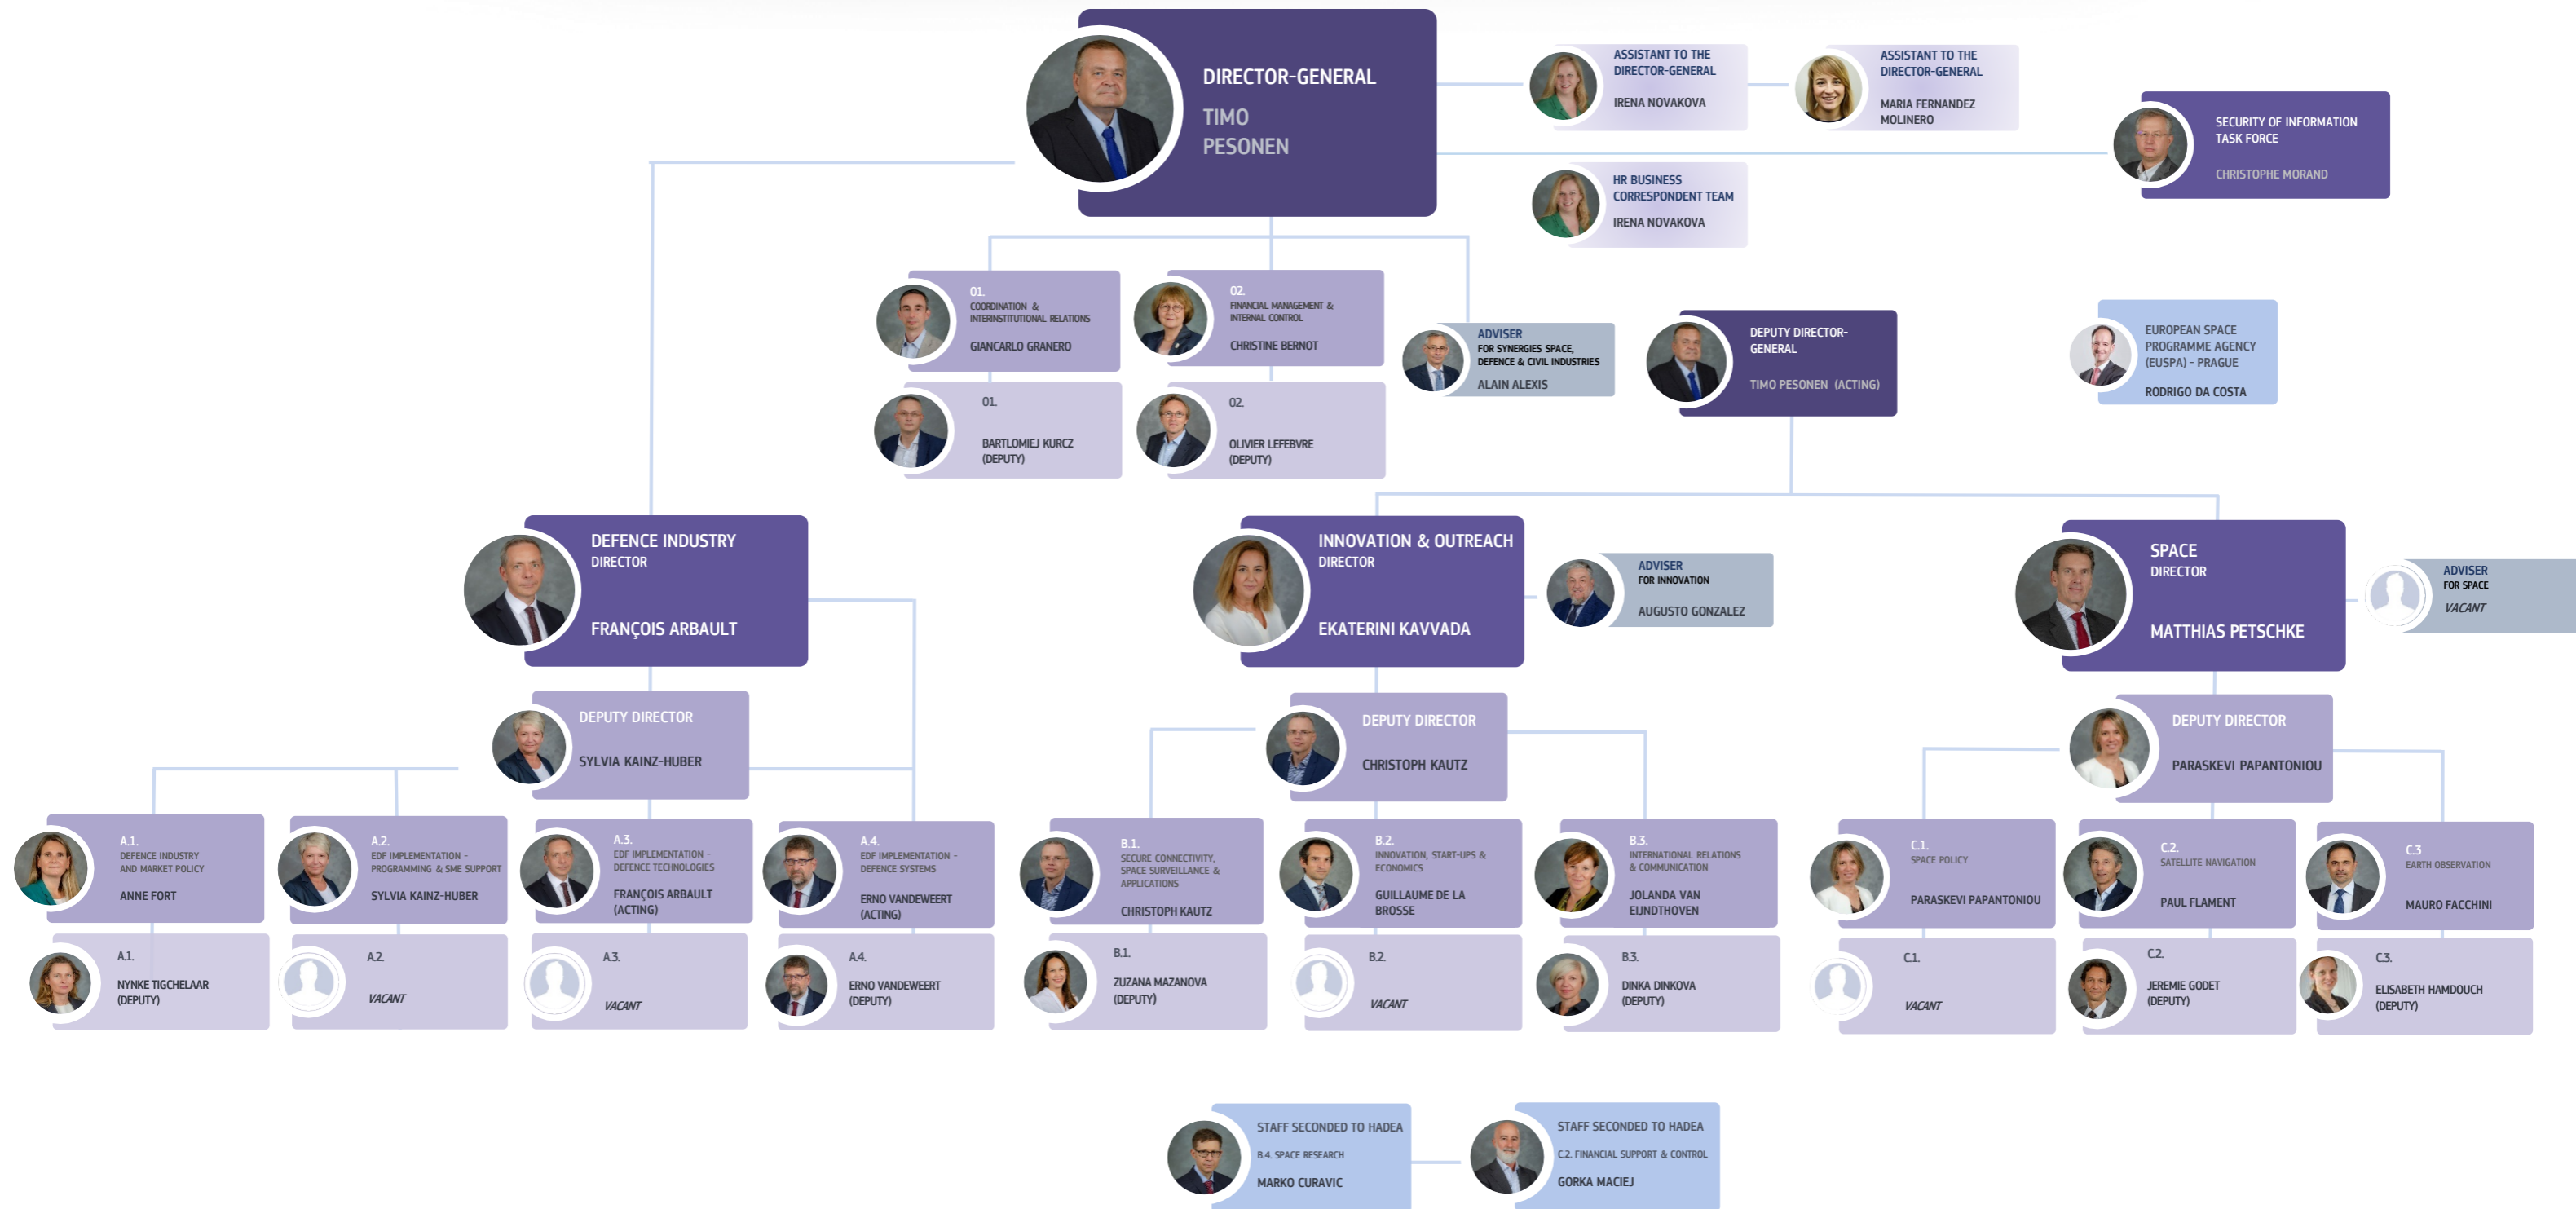 DIRECTOR-GENERAL
TIMO
PESONEN
ASSISTANT TO THE
DIRECTOR-GENERAL
IRENA NOVAKOVA
ASSISTANT TO THE
DIRECTOR-GENERAL
MARIA FERNANDEZ
MOLINERO
SECURITY OF INFORMATION
TASK FORCE
CHRISTOPHE MORAND
HR BUSINESS
CORRESPONDENT TEAM
IRENA NOVAKOVA
01.
COORDINATION &
INTERINSTITUTIONAL RELATIONS
GIANCARLO GRANERO
02.
FINANCIAL MANAGEMENT &
INTERNAL CONTROL
CHRISTINE BERNOT
ADVISER
FOR SYNERGIES SPACE,
DEFENCE & CIVIL INDUSTRIES
ALAIN ALEXIS
DEPUTY DIRECTOR-
GENERAL
TIMO PESONEN (ACTING)
EUROPEAN SPACE
PROGRAMME AGENCY
(EUSPA) - PRAGUE
RODRIGO DA COSTA
01.
BARTLOMIEJ KURCZ
(DEPUTY)
02.
OLIVIER LEFEBVRE
(DEPUTY)
DEFENCE INDUSTRY
DIRECTOR
FRANÇOIS ARBAULT
INNOVATION & OUTREACH
DIRECTOR
EKATERINI KAVVADA
ADVISER
FOR INNOVATION
AUGUSTO GONZALEZ
SPACE
DIRECTOR
MATTHIAS PETSCHKE
ADVISER
FOR SPACE
VACANT
DEPUTY DIRECTOR
SYLVIA KAINZ-HUBER
DEPUTY DIRECTOR
CHRISTOPH KAUTZ
DEPUTY DIRECTOR
PARASKEVI PAPANTONIOU
A.1.
DEFENCE INDUSTRY
AND MARKET POLICY
ANNE FORT
A.2.
EDF IMPLEMENTATION -
PROGRAMMING & SME SUPPORT
SYLVIA KAINZ-HUBER
A.3.
EDF IMPLEMENTATION -
DEFENCE TECHNOLOGIES
FRANÇOIS ARBAULT
(ACTING)
A.4.
EDF IMPLEMENTATION -
DEFENCE SYSTEMS
ERNO VANDEWEERT
(ACTING)
B.1.
SECURE CONNECTIVITY,
SPACE SURVEILLANCE &
APPLICATIONS
CHRISTOPH KAUTZ
B.2.
INNOVATION, START-UPS &
ECONOMICS
GUILLAUME DE LA
BROSSE
B.3.
INTERNATIONAL RELATIONS
& COMMUNICATION
JOLANDA VAN
EIJNDTHOVEN
C.1.
SPACE POLICY
PARASKEVI PAPANTONIOU
C.2.
SATELLITE NAVIGATION
PAUL FLAMENT
C.3
EARTH OBSERVATION
MAURO FACCHINI
A.1.
NYNKE TIGCHELAAR
(DEPUTY)
A.2.
VACANT
A.3.
VACANT
A.4.
ERNO VANDEWEERT
(DEPUTY)
B.1.
ZUZANA MAZANOVA
(DEPUTY)
B.2.
VACANT
B.3.
DINKA DINKOVA
(DEPUTY)
C.1.
VACANT
C.2.
JEREMIE GODET
(DEPUTY)
C.3.
ELISABETH HAMDOUCH
(DEPUTY)
STAFF SECONDED TO HADEA
B.4. SPACE RESEARCH
MARKO CURAVIC
STAFF SECONDED TO HADEA
C.2. FINANCIAL SUPPORT & CONTROL
GORKA MACIEJ